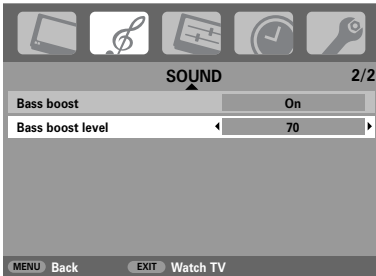 SOUND 2/2
Bass boost On
Bass boost level 70
MENU Back EXIT Watch TV